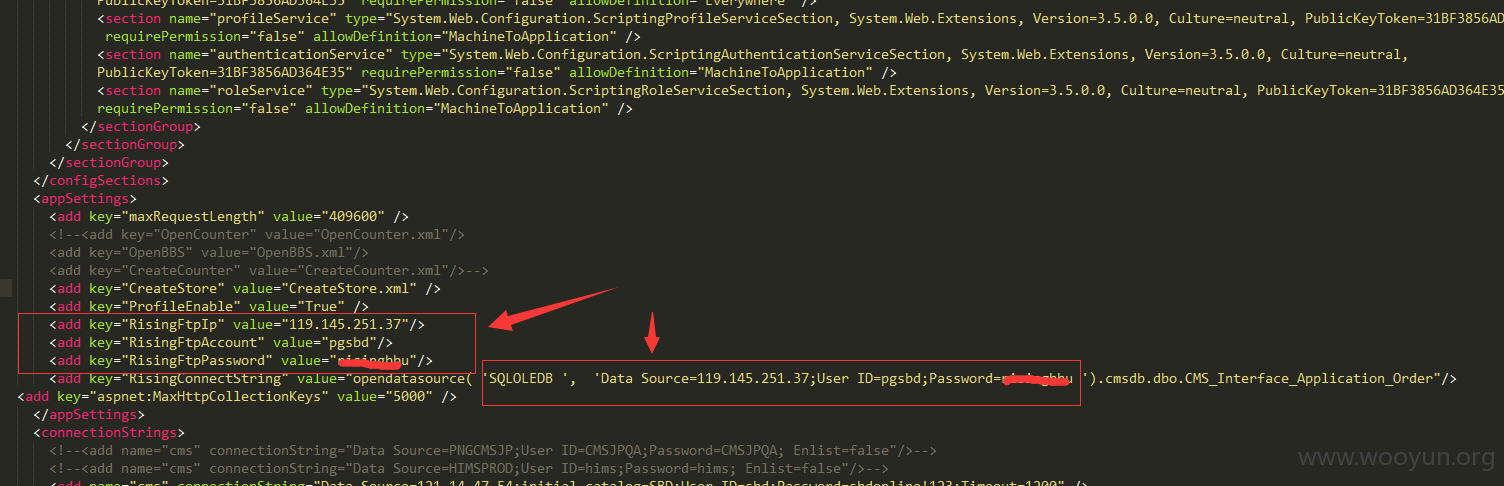 PublicKeyToken=31BF3856AD364E35" requirePermission="false" allowDefinition="Everywhere" />
<section name="profileService" type="System.Web.Configuration.ScriptingProfileServiceSection, System.Web.Extensions, Version=3.5.0.0, Culture=neutral, PublicKeyToken=31BF3856AD
requirePermission="false" allowDefinition="MachineToApplication" />
<section name="authenticationService" type="System.Web.Configuration.ScriptingAuthenticationServiceSection, System.Web.Extensions, Version=3.5.0.0, Culture=neutral,
PublicKeyToken=31BF3856AD364E35" requirePermission="false" allowDefinition="MachineToApplication" />
<section name="roleService" type="System.Web.Configuration.ScriptingRoleServiceSection, System.Web.Extensions, Version=3.5.0.0, Culture=neutral, PublicKeyToken=31BF3856AD364E35
requirePermission="false" allowDefinition="MachineToApplication" />
</sectionGroup>
</sectionGroup>
</sectionGroup>
</configSections>
<appSettings>
<add key="maxRequestLength" value="409600" />
<!--<add key="OpenCounter" value="OpenCounter.xml"/>
<add key="OpenBBS" value="OpenBBS.xml"/>
<add key="CreateCounter" value="CreateCounter.xml"/>-->
<add key="CreateStore" value="CreateStore.xml" />
<add key="ProfileEnable" value="True" />
<add key="RisingFtpIp" value="119.145.251.37"/>
<add key="RisingFtpAccount" value="pgsbd"/>
<add key="RisingFtpPassword" value="
"/>
<add key="RisingConnectString" value="opendatasource( 'SQLOLEDB ', 'Data Source=119.145.251.37;User ID=pgsbd;Password= ').cmsdb.dbo.CMS_Interface_Application_Order"/>
<add key="aspnet:MaxHttpCollectionKeys" value="5000" />
</appSettings>
<connectionStrings>
<!--<add name="cms" connectionString="Data Source=PNGCMSJP;User ID=CMSJPQA;Password=CMSJPQA; Enlist=false"/>-->
<!--<add name="cms" connectionString="Data Source=HIMSPROD;User ID=hims;Password=hims; Enlist=false"/>-->
www.wooyun.org